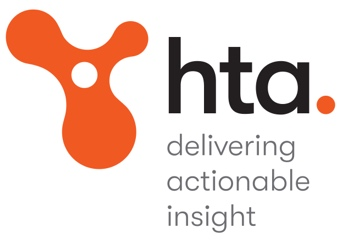 hta.
delivering
actionable
insight